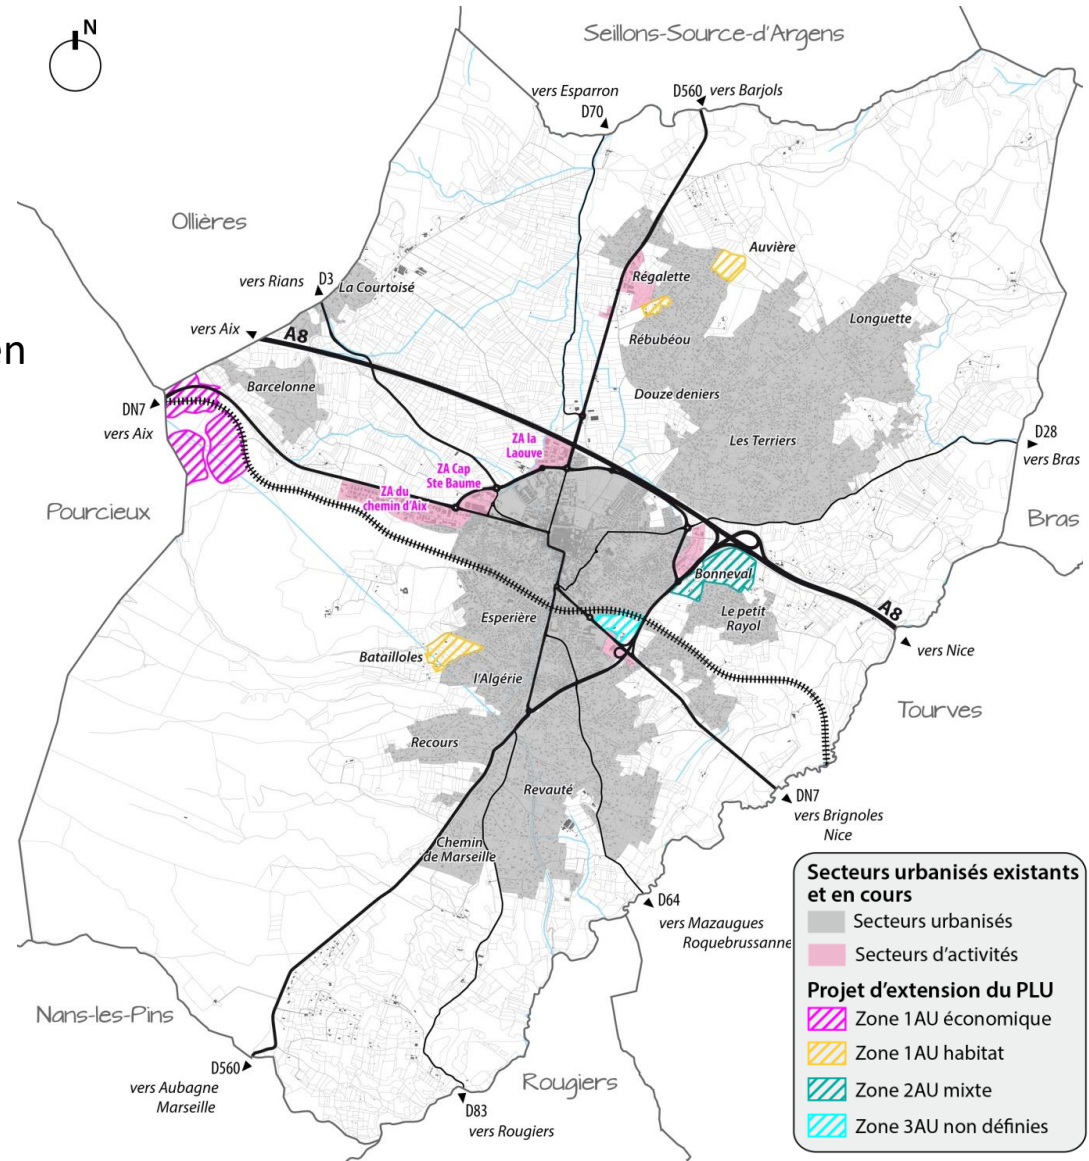 N
Seillons-Source-d'Argens
vers Esparron
D70
D560
vers Barjols
Ollières
Auvière
Régalette
vers Rians
D3
La Courtoisé
Longuette
vers Aix
A8
Rébubéou
en
Barcelonne
Douze deniers
DN7
vers Aix
D28
vers Bras
Les Terriers
ZA la
Laouve
ZA Cap
Ste Baume
ZA du
chemin d'Aix
Pourcieux
Bras
Bonneval
Esperière
Le petit
Rayol
A8
vers Nice
Batailloles
l'Algérie
Tourves
Recours
Revauté
DN7
vers Brignoles
Nice
Chemin
de Marseille
D64
vers Mazaugues
Roquebrussanne
Nans-les-Pins
D560
vers Aubagne
Marseille
Rougiers
D83
vers Rougiers
Secteurs urbanisés existants
et en cours
Secteurs urbanisés
Secteurs d'activités
Projet d'extension du PLU
Zone 1AU économique
Zone 1AU habitat
Zone 2AU mixte
Zone 3AU non définies